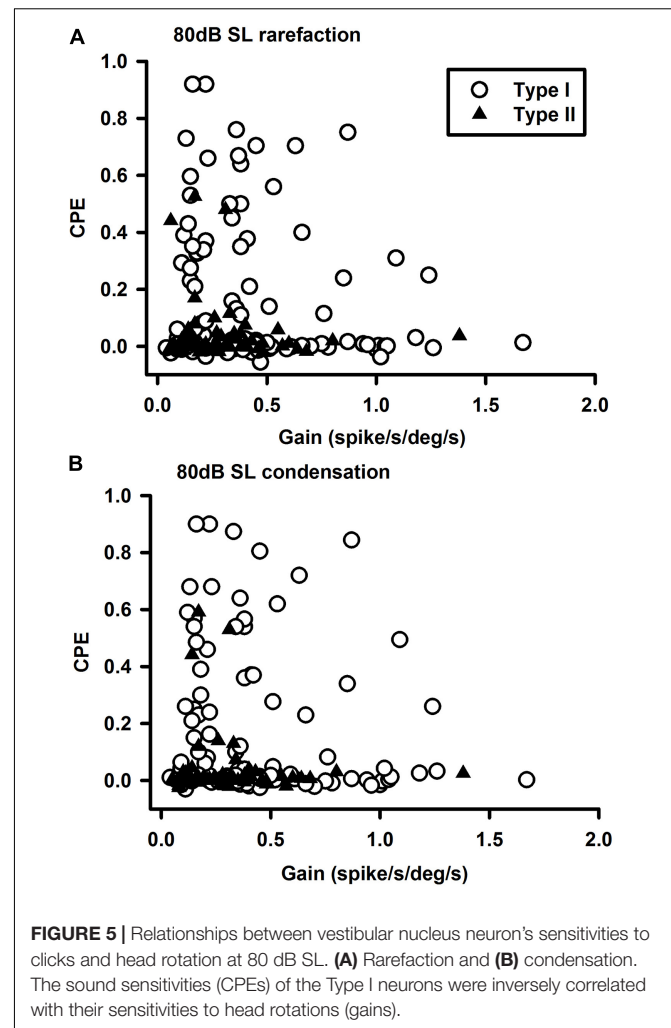 A
80dB SL rarefaction
Type I
Type II
1.0
0.8
0.6
0.4
0.2
0.0
CPE
0.0 0.5 1.0 1.5 2.0
Gain (spike/s/deg/s)
B
80dB SL condensation
1.0
0.8
0.6
0.4
0.2
0.0
CPE
0.0 0.5 1.0 1.5 2.0
Gain (spike/s/deg/s)
FIGURE 5 | Relationships between vestibular nucleus neuron's sensitivities to
clicks and head rotation at 80 dB SL. (A) Rarefaction and (B) condensation.
The sound sensitivities (CPEs) of the Type I neurons were inversely correlated
with their sensitivities to head rotations (gains).